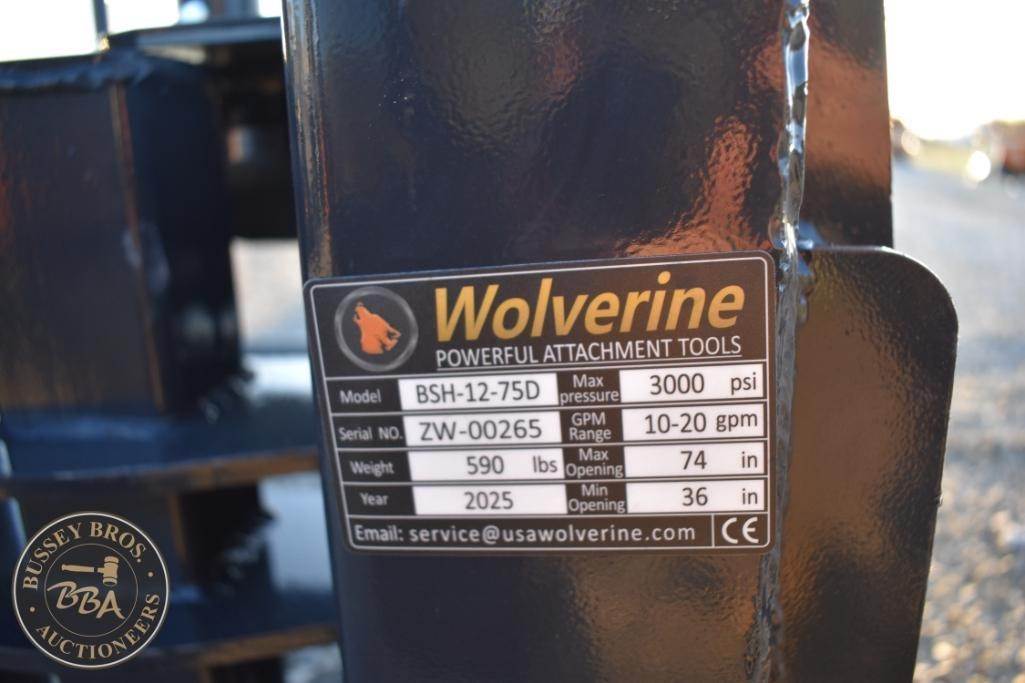 Wolverine
POWERFUL ATTACHMENT TOOLS
Model BSH-12-75D Max pressure 3000 psi
Serial NO. ZW-00265 GPM Range 10-20 gpm
Weight 590 lbs Max Opening 74 in
Year 2025 Min Opening 36 in
Email: service@usawolverine.com CE
BUSSEY BROS.
BBA
AUCTIONEERS